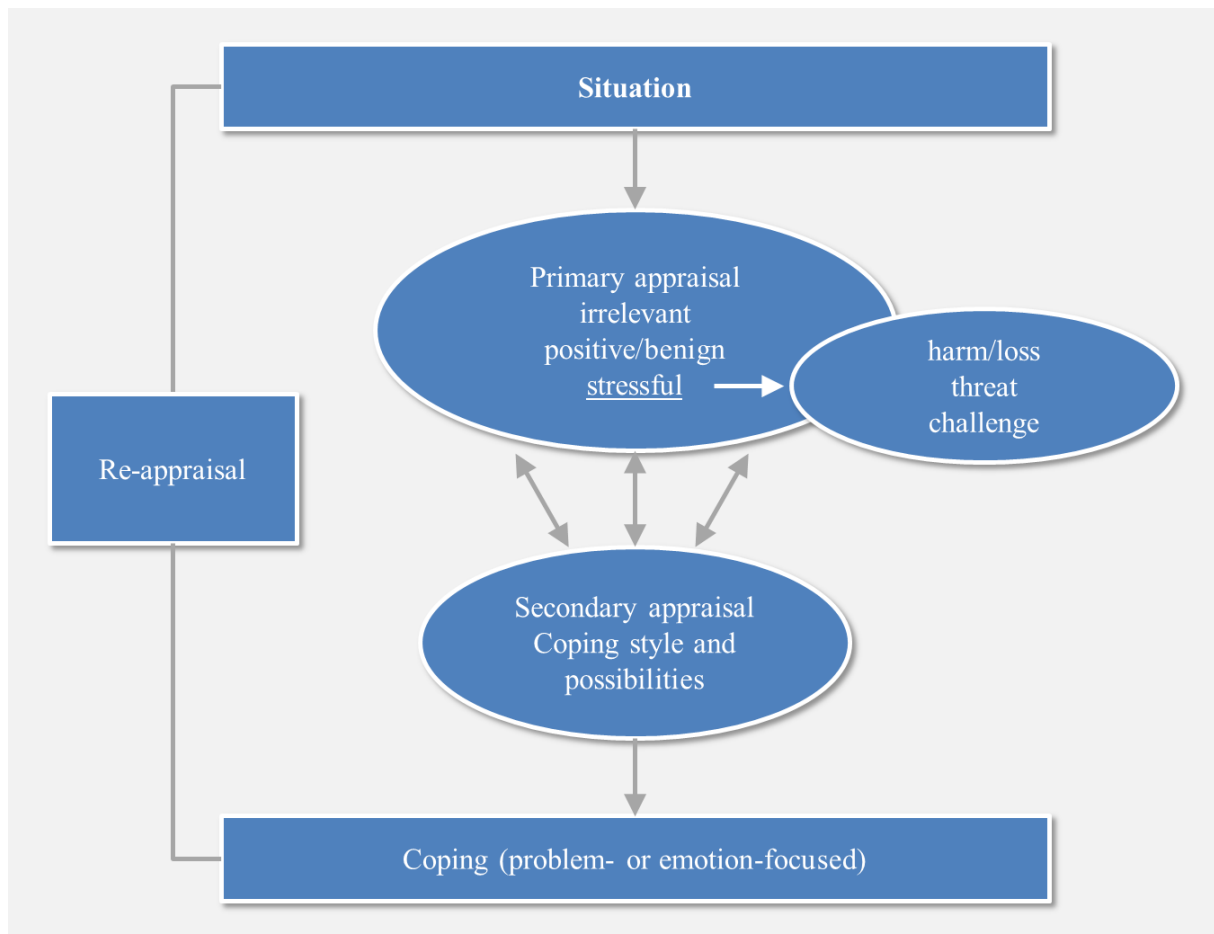 Situation
Primary appraisal
irrelevant
positive/benign
stressful
harm/loss
threat
challenge
Re-appraisal
Secondary appraisal
Coping style and
possibilities
Coping (problem- or emotion-focused)